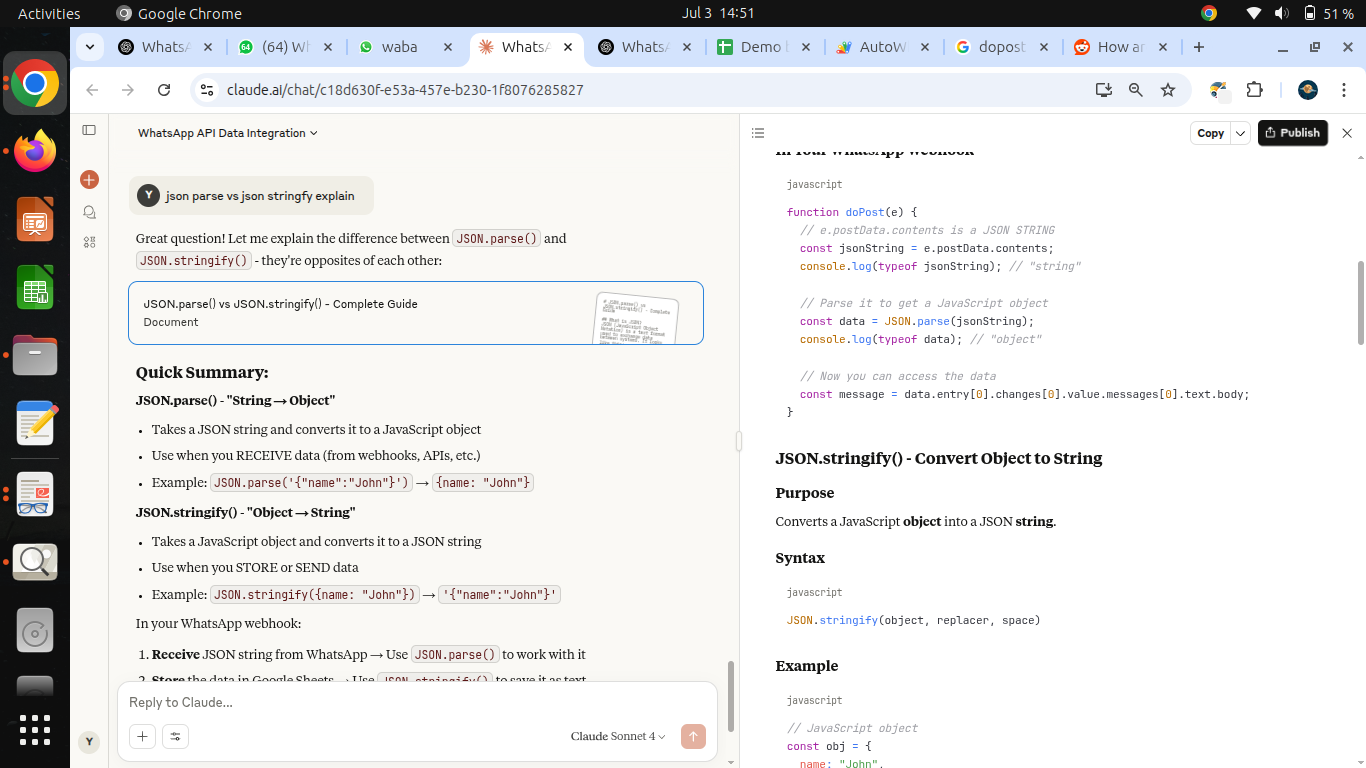 Activities
Google Chrome
Jul 3 14:51
51 %
WhatsA
(64) Wh
waba
WhatsA
WhatsA
Demo
AutoW
dopost
How ar
claude.ai/chat/c18d630f-e53a-457e-b230-1f8076285827
WhatsApp API Data Integration
Y
json parse vs json stringfy explain
Great question! Let me explain the difference between JSON.parse() and
JSON.stringify() - they're opposites of each other:
JSON.parse() vs JSON.stringify() - Complete Guide
Document
Quick Summary:
JSON.parse() - "String → Object"
• Takes a JSON string and converts it to a JavaScript object
• Use when you RECEIVE data (from webhooks, APIs, etc.)
• Example: JSON.parse('{"name":"John"}') → {name: "John"}
JSON.stringify() - "Object → String"
• Takes a JavaScript object and converts it to a JSON string
• Use when you STORE or SEND data
• Example: JSON.stringify({name: "John"}) → '{"name":"John"}'
In your WhatsApp webhook:
1. Receive JSON string from WhatsApp → Use JSON.parse() to work with it
2. Store the data in Google Sheets → Use JSON.stringify() to save it as text
Reply to Claude...
Claude Sonnet 4
Y
Copy
Publish
In Your WhatsApp Webhook
javascript
function doPost(e) {
// e.postData.contents is a JSON STRING
const jsonString = e.postData.contents;
console.log(typeof jsonString); // "string"
// Parse it to get a JavaScript object
const data = JSON.parse(jsonString);
console.log(typeof data); // "object"
// Now you can access the data
const message = data.entry[0].changes[0].value.messages[0].text.body;
}
JSON.stringify() - Convert Object to String
Purpose
Converts a JavaScript object into a JSON string.
Syntax
javascript
JSON.stringify(object, replacer, space)
Example
javascript
// JavaScript object
const obj = {
name: "John",